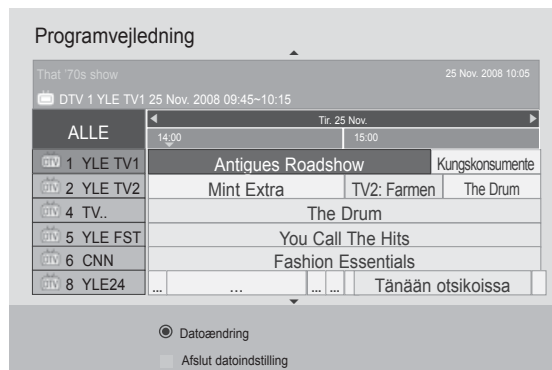 Programvejledning
That '70s show
25 Nov. 2008 10:05
DTV 1 YLE TV1 25 Nov. 2008 09:45~10:15
ALLE
Tir. 25 Nov.
14:00 15:00
DTV 1 YLE TV1 Antigues Roadshow Kungskonsumente
DTV 2 YLE TV2 Mint Extra TV2: Farmen The Drum
DTV 4 TV.. The Drum
DTV 5 YLE FST You Call The Hits
DTV 6 CNN Fashion Essentials
DTV 8 YLE24 ... ... ... ... Tänään otsikoissa
Datoændring
Afslut datoindstilling